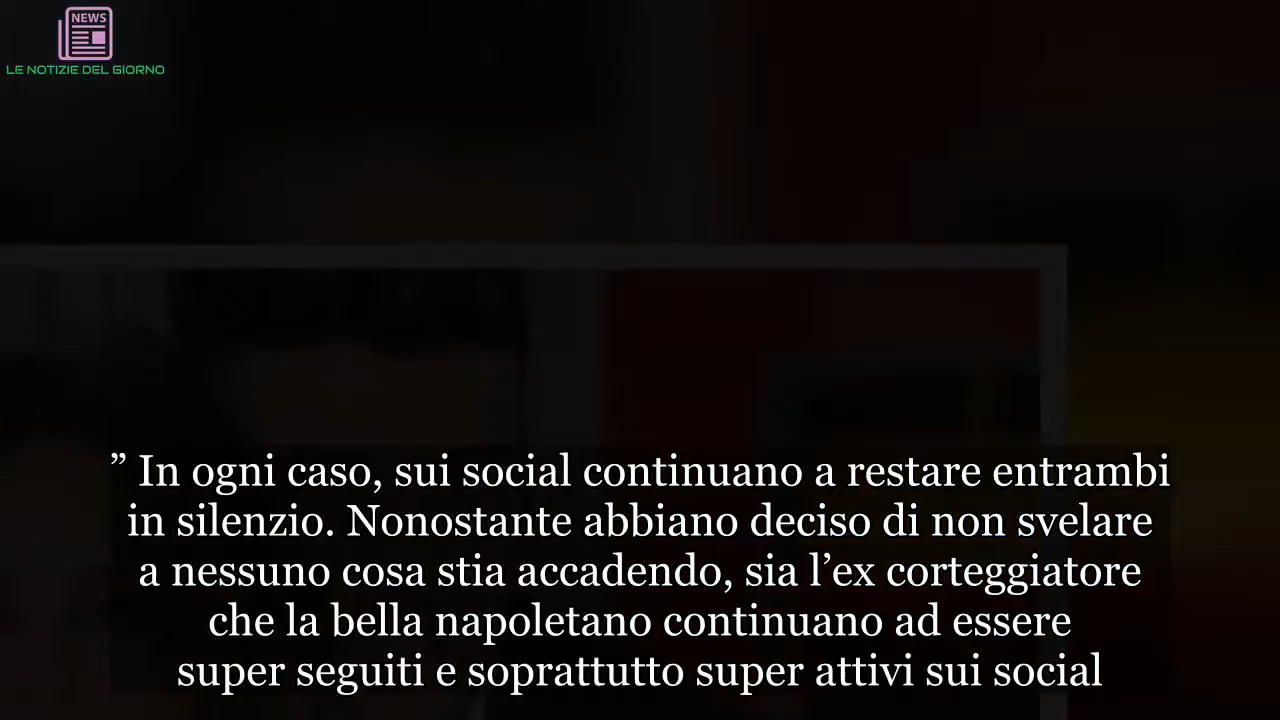 NEWS
LE NOTIZIE DEL GIORNO
” In ogni caso, sui social continuano a restare entrambi
in silenzio. Nonostante abbiano deciso di non svelare
a nessuno cosa stia accadendo, sia l’ex corteggiatore
che la bella napoletano continuano ad essere
super seguiti e soprattutto super attivi sui social